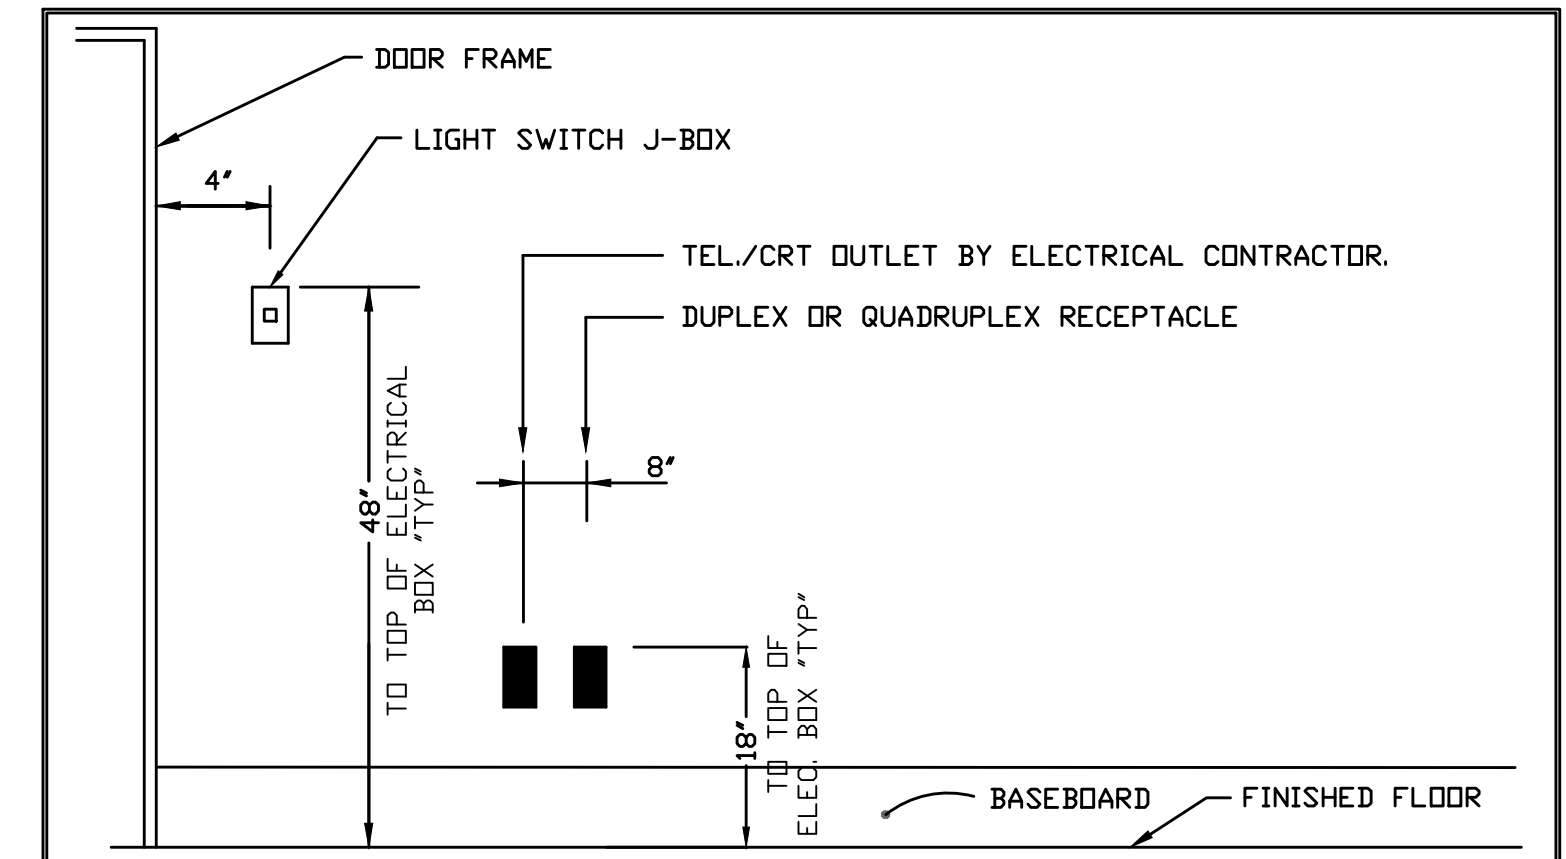 DOOR FRAME
LIGHT SWITCH J-BOX
4"
TEL./CRT OUTLET BY ELECTRICAL CONTRACTOR.
DUPLEX OR QUADRUPLEX RECEPTACLE
8"
48"
TO TOP OF ELECTRICAL
BOX "TYP"
18"
TO TOP OF
ELEC. BOX "TYP"
BASEBOARD
FINISHED FLOOR